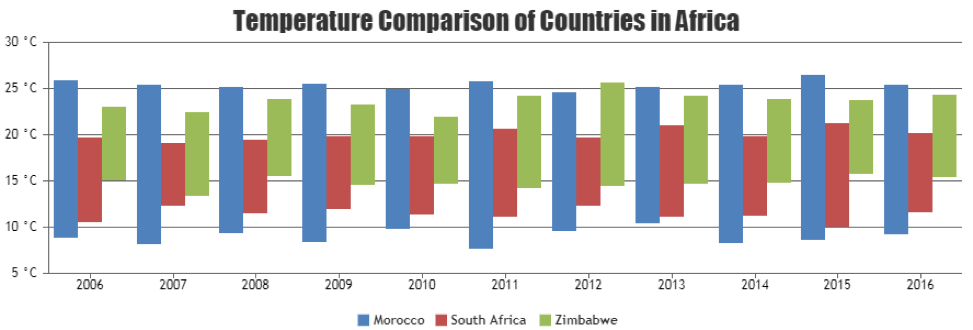 Temperature Comparison of Countries in Africa
30 °C
25 °C
20 °C
15 °C
10 °C
5 °C
2006 2007 2008 2009 2010 2011 2012 2013 2014 2015 2016
Morocco South Africa Zimbabwe